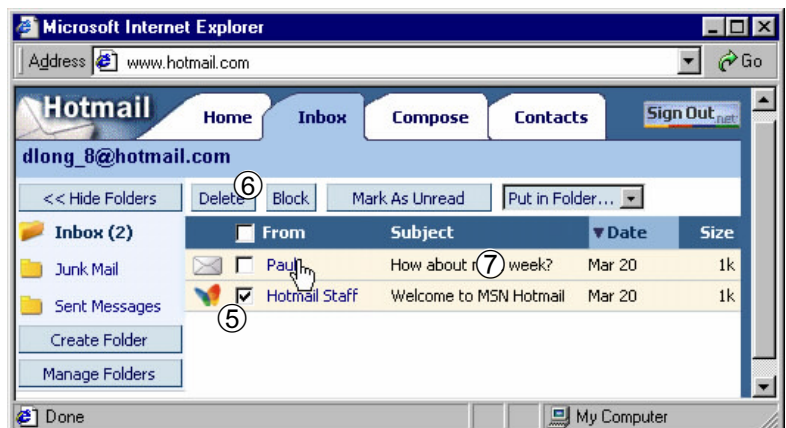 Microsoft Internet Explorer
Address www.hotmail.com Go
Hotmail Home Inbox Compose Contacts Sign Out .net
dlong_8@hotmail.com
<< Hide Folders Delete ⑥ Block Mark As Unread Put in Folder...
Inbox (2) From Subject Date Size
Junk Mail Paul How about ⑦ week? Mar 20 1k
Sent Messages ⑤ Hotmail Staff Welcome to MSN Hotmail Mar 20 1k
Create Folder
Manage Folders
Done My Computer